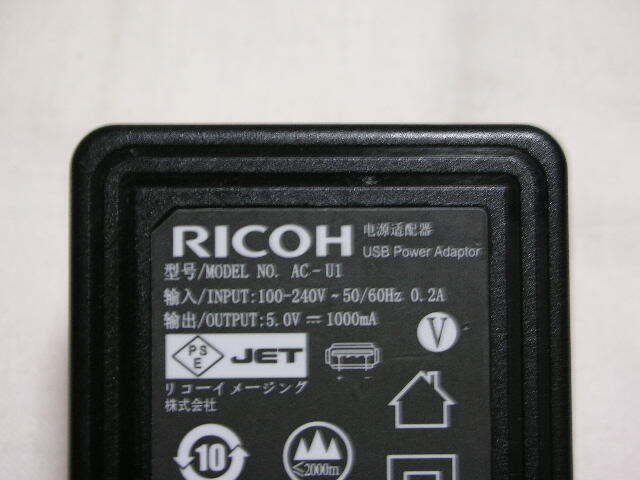 RICOH 电源适配器
USB Power Adaptor
型号/MODEL NO. AC-U1
输入/INPUT:100-240V~50/60Hz 0.2A
输出/OUTPUT:5.0V⎓1000mA
V
PS
E
JET
- +
リコーイメージング
株式会社
10
≤2000m